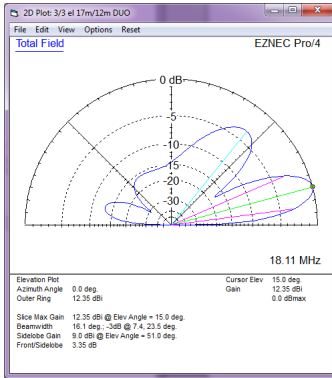 2D Plot: 3/3 el 17m/12m DUO
File Edit View Options Reset
Total Field
EZNEC Pro/4
0 dB
-5
-10
-15
-20
-30
18.11 MHz
Elevation Plot
Cursor Elev 15.0 deg.
Azimuth Angle 0.0 deg.
Gain 12.35 dBi
Outer Ring 12.35 dBi
0.0 dBmax
Slice Max Gain 12.35 dBi @ Elev Angle = 15.0 deg.
Beamwidth 16.1 deg.; -3dB @ 7.4, 23.5 deg.
Sidelobe Gain 9.0 dBi @ Elev Angle = 51.0 deg.
Front/Sidelobe 3.35 dB